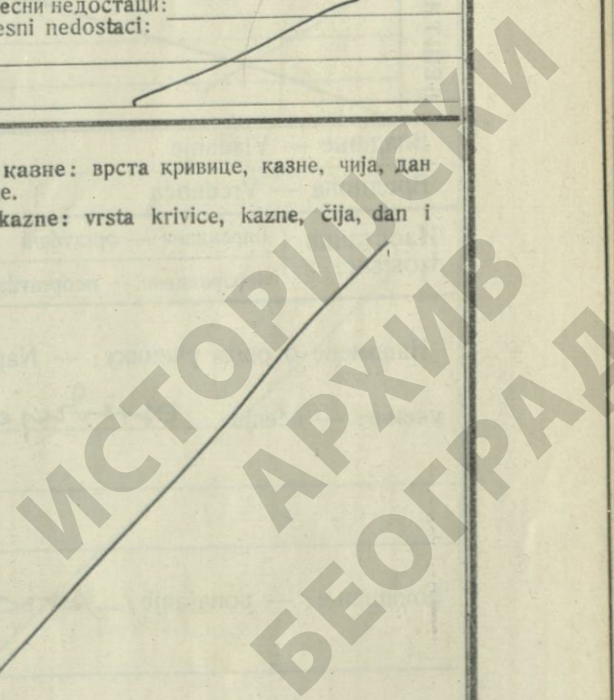 есни недостаци:
esni nedostaci:
казне: врста кривице, казне, чија, дан
е.
kazne: vrsta krivice, kazne, čija, dan i
ИСТОРИЈСКИ
АРХИВ
БЕОГРАД